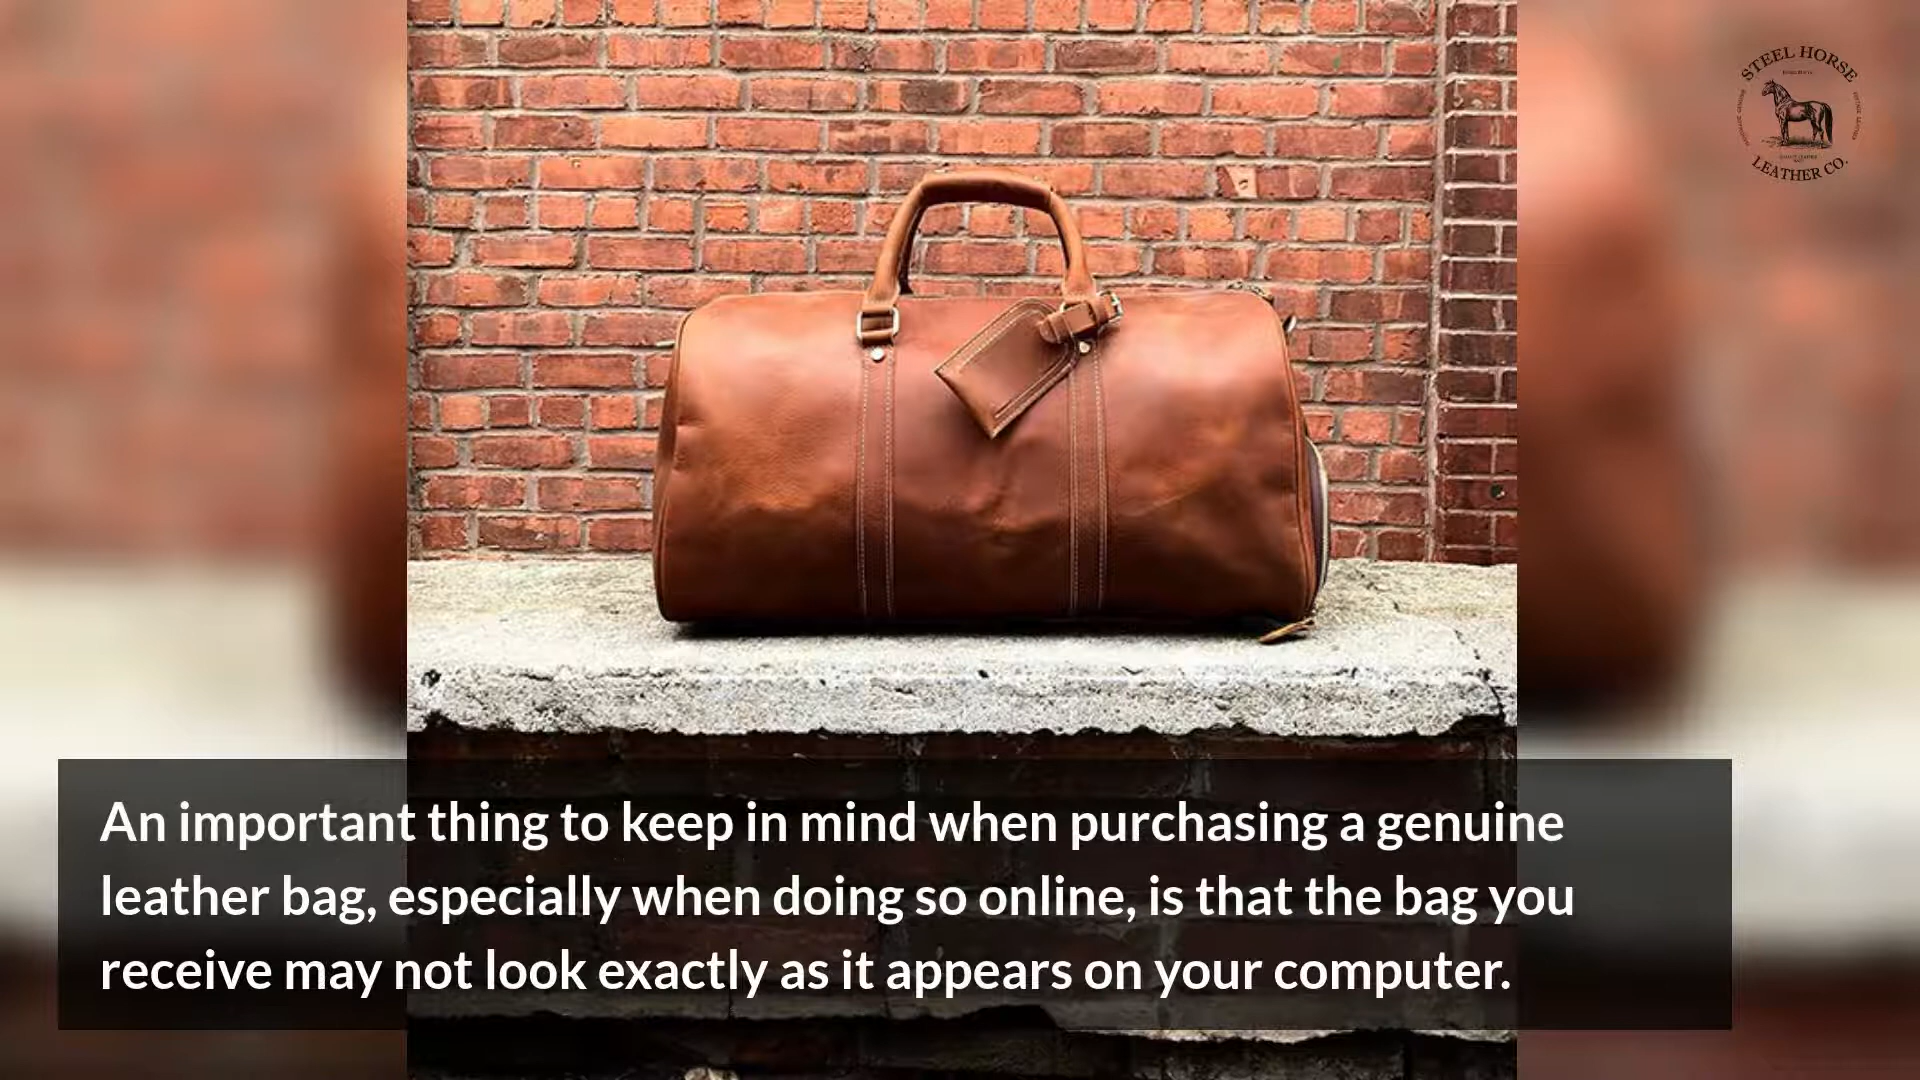 STEEL HORSE
LEATHER CO.
An important thing to keep in mind when purchasing a genuine
leather bag, especially when doing so online, is that the bag you
receive may not look exactly as it appears on your computer.